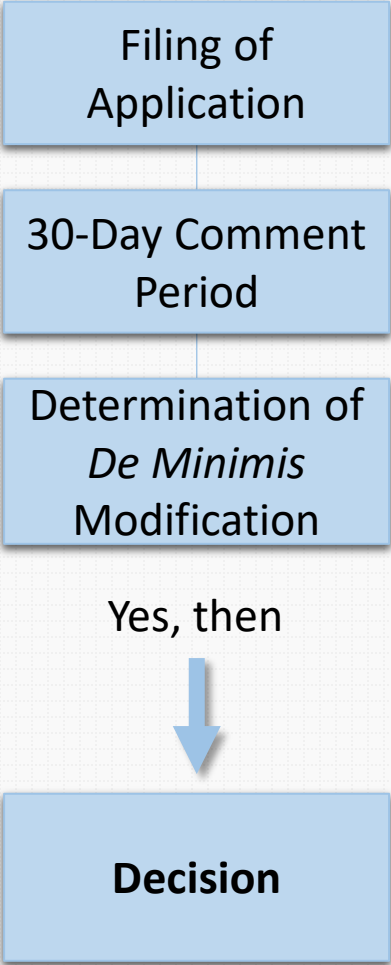 Filing of
Application
30-Day Comment
Period
Determination of
De Minimis
Modification
Yes, then
Decision